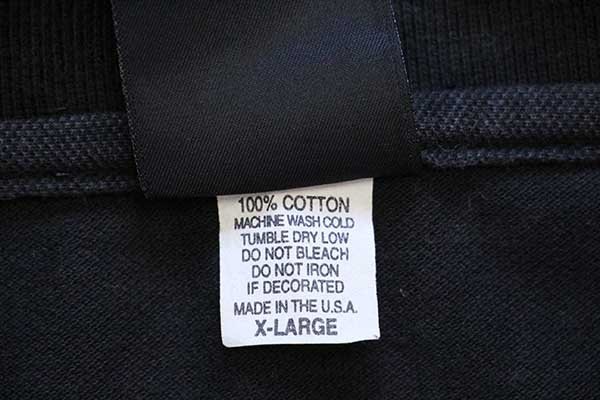 100% COTTON
MACHINE WASH COLD
TUMBLE DRY LOW
DO NOT BLEACH
DO NOT IRON
IF DECORATED
MADE IN THE U.S.A.
X-LARGE